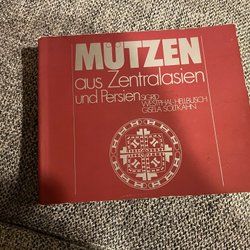 MÜTZEN
aus Zentralasien
und Persien SIGRID
WESTPHAL-HELLBUSCH
GISELA SOLTKAHN